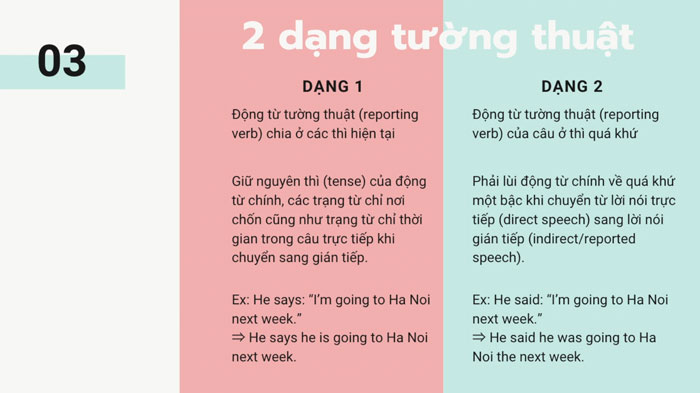 03
2 dạng tường thuật
DẠNG 1
Động từ tường thuật (reporting
verb) chia ở các thì hiện tại
Giữ nguyên thì (tense) của động
từ chính, các trạng từ chỉ nơi
chốn cũng như trạng từ chỉ thời
gian trong câu trực tiếp khi
chuyển sang gián tiếp.
Ex: He says: “I’m going to Ha Noi
next week.”
⇒ He says he is going to Ha Noi
next week.
DẠNG 2
Động từ tường thuật (reporting
verb) của câu ở thì quá khứ
Phải lùi động từ chính về quá khứ
một bậc khi chuyển từ lời nói trực
tiếp (direct speech) sang lời nói
gián tiếp (indirect/reported
speech).
Ex: He said: “I’m going to Ha Noi
next week.”
⇒ He said he was going to Ha
Noi the next week.